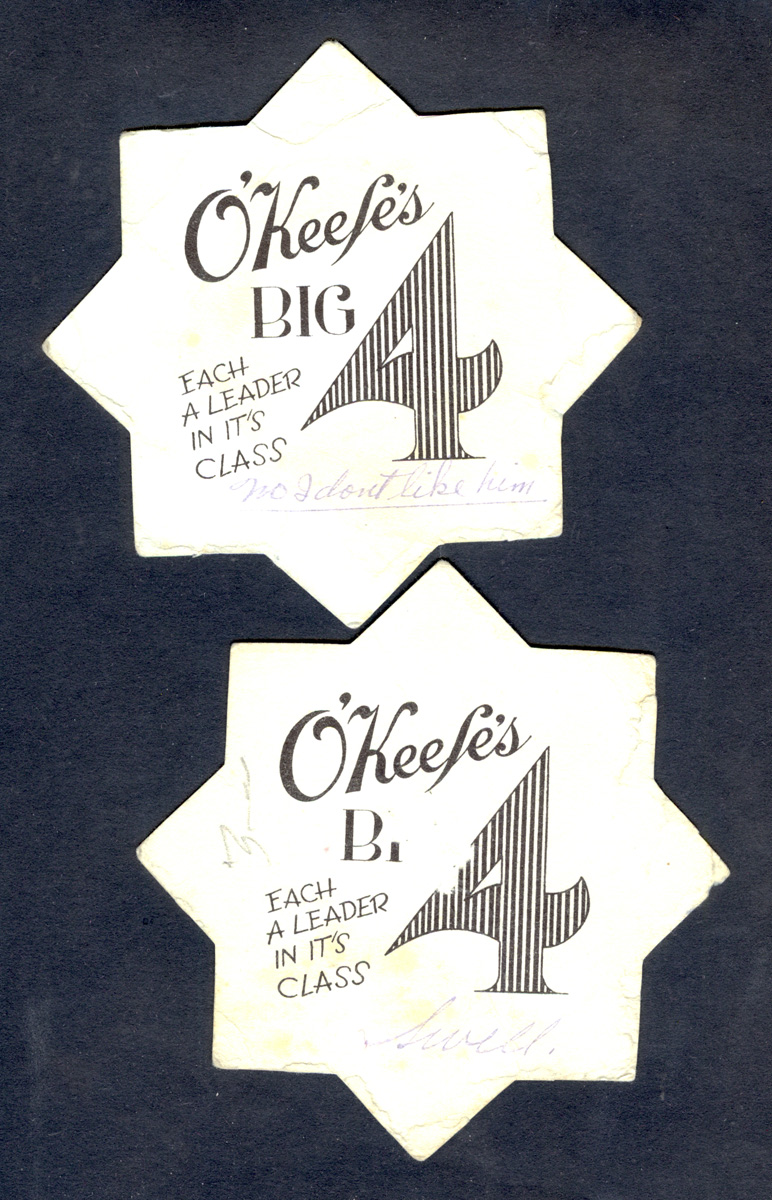 O'Keefe's
BIG 4
EACH
A LEADER
IN IT'S
CLASS
no I dont like him
O'Keefe's
BI 4
EACH
A LEADER
IN IT'S
CLASS
Swell.